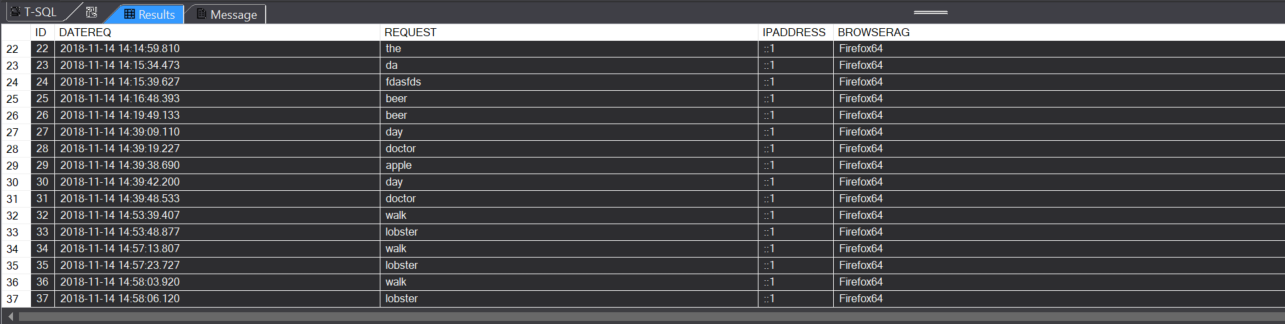 T-SQL Results Message
ID DATEREQ REQUEST IPADDRESS BROWSERAG
22 22 2018-11-14 14:14:59.810 the ::1 Firefox64
23 23 2018-11-14 14:15:34.473 da ::1 Firefox64
24 24 2018-11-14 14:15:39.627 fdasfds ::1 Firefox64
25 25 2018-11-14 14:16:48.393 beer ::1 Firefox64
26 26 2018-11-14 14:19:49.133 beer ::1 Firefox64
27 27 2018-11-14 14:39:09.110 day ::1 Firefox64
28 28 2018-11-14 14:39:19.227 doctor ::1 Firefox64
29 29 2018-11-14 14:39:38.690 apple ::1 Firefox64
30 30 2018-11-14 14:39:42.200 day ::1 Firefox64
31 31 2018-11-14 14:39:48.533 doctor ::1 Firefox64
32 32 2018-11-14 14:53:39.407 walk ::1 Firefox64
33 33 2018-11-14 14:53:48.877 lobster ::1 Firefox64
34 34 2018-11-14 14:57:13.807 walk ::1 Firefox64
35 35 2018-11-14 14:57:23.727 lobster ::1 Firefox64
36 36 2018-11-14 14:58:03.920 walk ::1 Firefox64
37 37 2018-11-14 14:58:06.120 lobster ::1 Firefox64